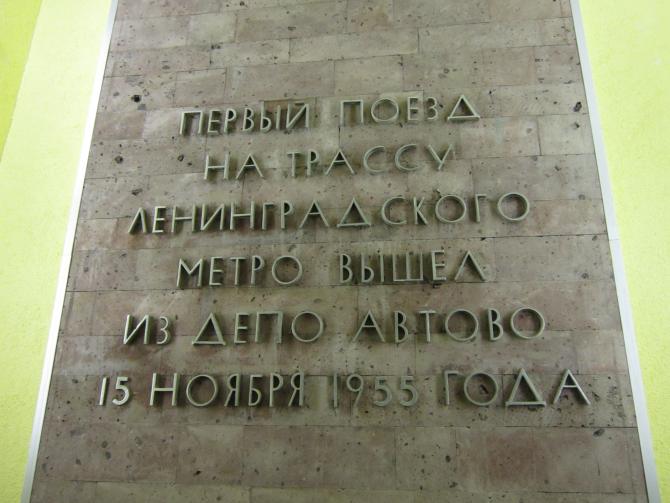 ПЕРВЫЙ ПОЕЗД
НА ТРАССУ
ЛЕНИНГРАДСКОГО
МЕТРО ВЫШЕЛ
ИЗ ДЕПО АВТОВО
15 НОЯБРЯ 1955 ГОДА